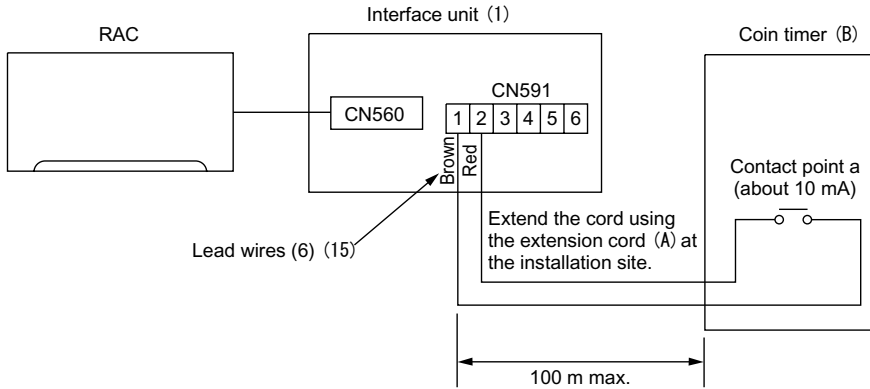 Interface unit (1)
RAC
Coin timer (B)
CN591
CN560
1 2 3 4 5 6
Brown
Red
Contact point a
(about 10 mA)
Extend the cord using
the extension cord (A) at
the installation site.
Lead wires (6) (15)
100 m max.